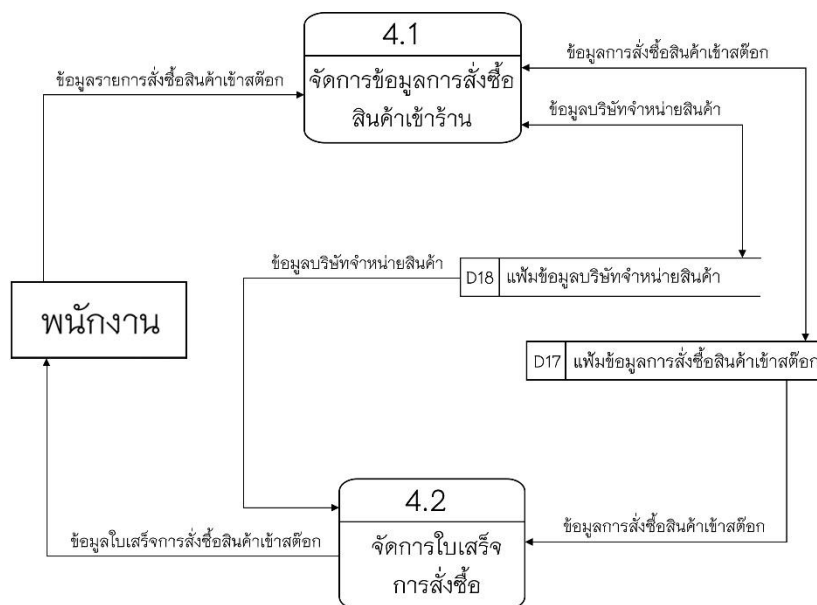 4.1
ข้อมูลการสั่งซื้อสินค้าเข้าสต๊อก
ข้อมูลรายการสั่งซื้อสินค้าเข้าสต๊อก
จัดการข้อมูลการสั่งซื้อ
สินค้าเข้าร้าน
ข้อมูลบริษัทจำหน่ายสินค้า
ข้อมูลบริษัทจำหน่ายสินค้า
D18 แฟ้มข้อมูลบริษัทจำหน่ายสินค้า
พนักงาน
D17 แฟ้มข้อมูลการสั่งซื้อสินค้าเข้าสต๊อก
4.2
ข้อมูลใบเสร็จการสั่งซื้อสินค้าเข้าสต๊อก
จัดการใบเสร็จ
การสั่งซื้อ
ข้อมูลการสั่งซื้อสินค้าเข้าสต๊อก